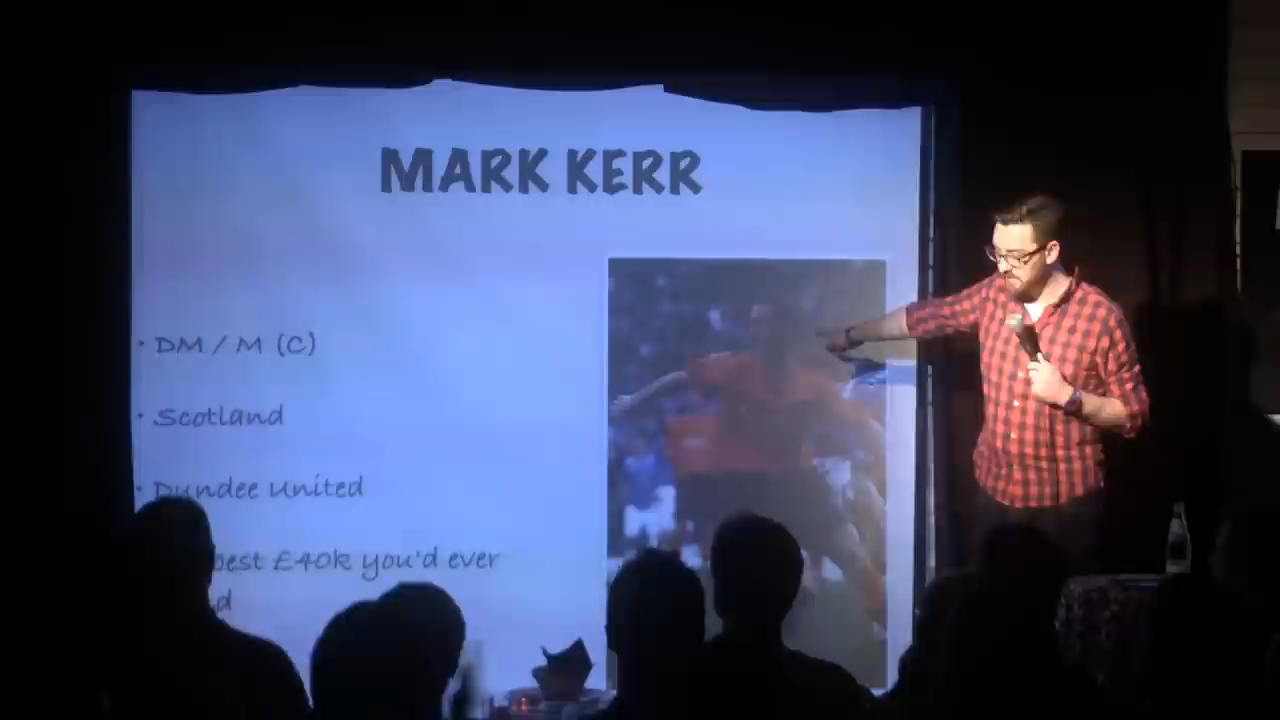 MARK KERR
• DM / M (C)
• Scotland
• Dundee United
best £40k you'd ever